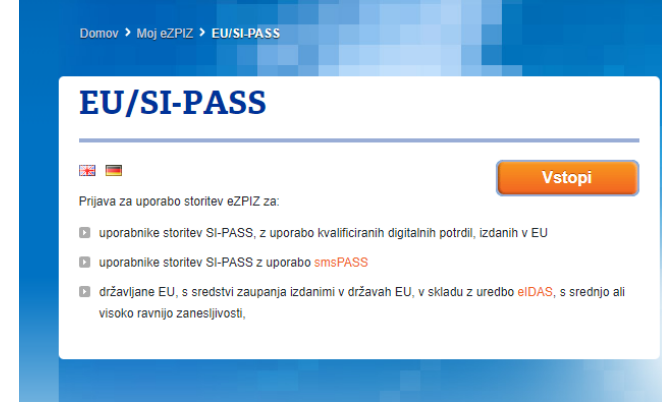 Domov > Moj eZPIZ > EU/SI-PASS
EU/SI-PASS
Vstopi
Prijava za uporabo storitev eZPIZ za:
uporabnike storitev SI-PASS, z uporabo kvalificiranih digitalnih potrdil, izdanih v EU
uporabnike storitev SI-PASS z uporabo smsPASS
državljane EU, s sredstvi zaupanja izdanimi v državah EU, v skladu z uredbo eIDAS, s srednjo ali
visoko ravnijo zanesljivosti,